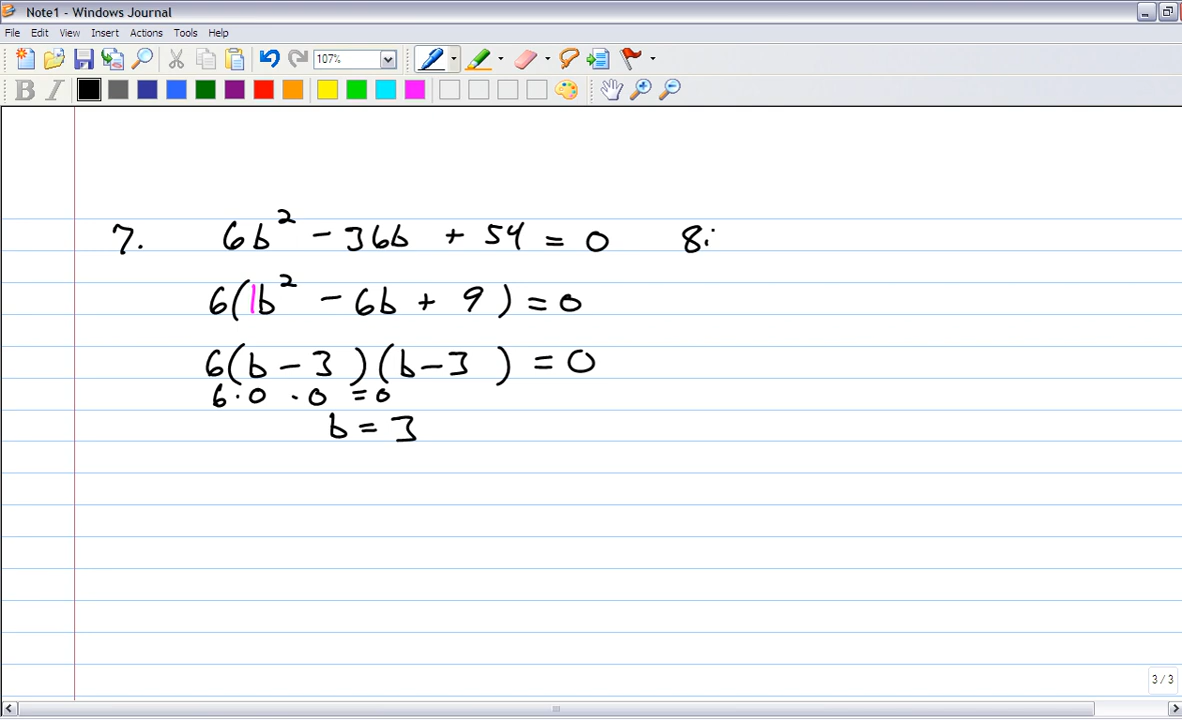 Note1 - Windows Journal
File Edit View Insert Actions Tools Help
107%
B I
7. 6b² - 36b + 54 = 0 8i
6(1b² - 6b + 9) = 0
6(b - 3)(b - 3) = 0
6 · 0 · 0 = 0
b = 3
3 / 3